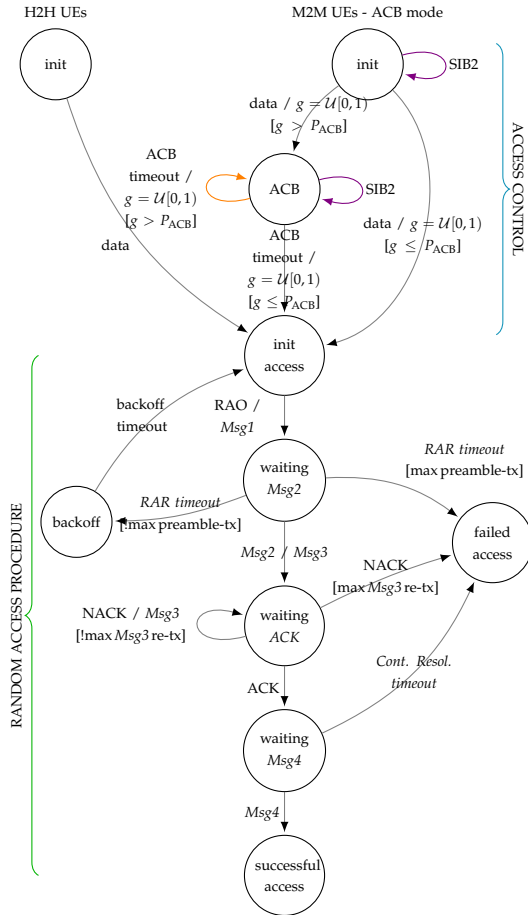 H2H UEs
M2M UEs - ACB mode
init
init
SIB2
data / g = 𝒰[0, 1)
[g > P_ACB]
ACB
timeout /
g = 𝒰[0, 1)
[g > P_ACB]
ACB
SIB2
data / g = 𝒰[0, 1)
[g ≤ P_ACB]
data
ACB
timeout /
g = 𝒰[0, 1)
[g ≤ P_ACB]
ACCESS CONTROL
init
access
backoff
timeout
RAO /
Msg1
RAR timeout
[max preamble-tx]
waiting
Msg2
RAR timeout
[!max preamble-tx]
backoff
failed
access
Msg2 / Msg3
NACK
[max Msg3 re-tx]
NACK / Msg3
[!max Msg3 re-tx]
waiting
ACK
Cont. Resol.
timeout
ACK
waiting
Msg4
Msg4
successful
access
RANDOM ACCESS PROCEDURE